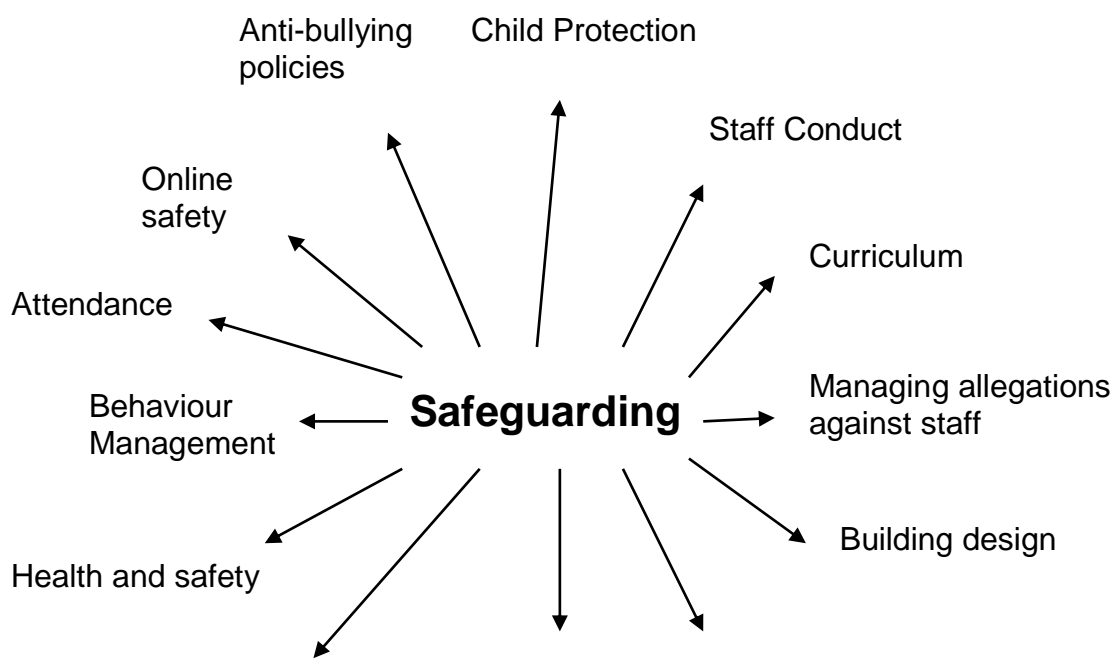 Anti-bullying
policies
Child Protection
Staff Conduct
Online
safety
Curriculum
Attendance
Managing allegations
against staff
Behaviour
Management
Safeguarding
Building design
Health and safety